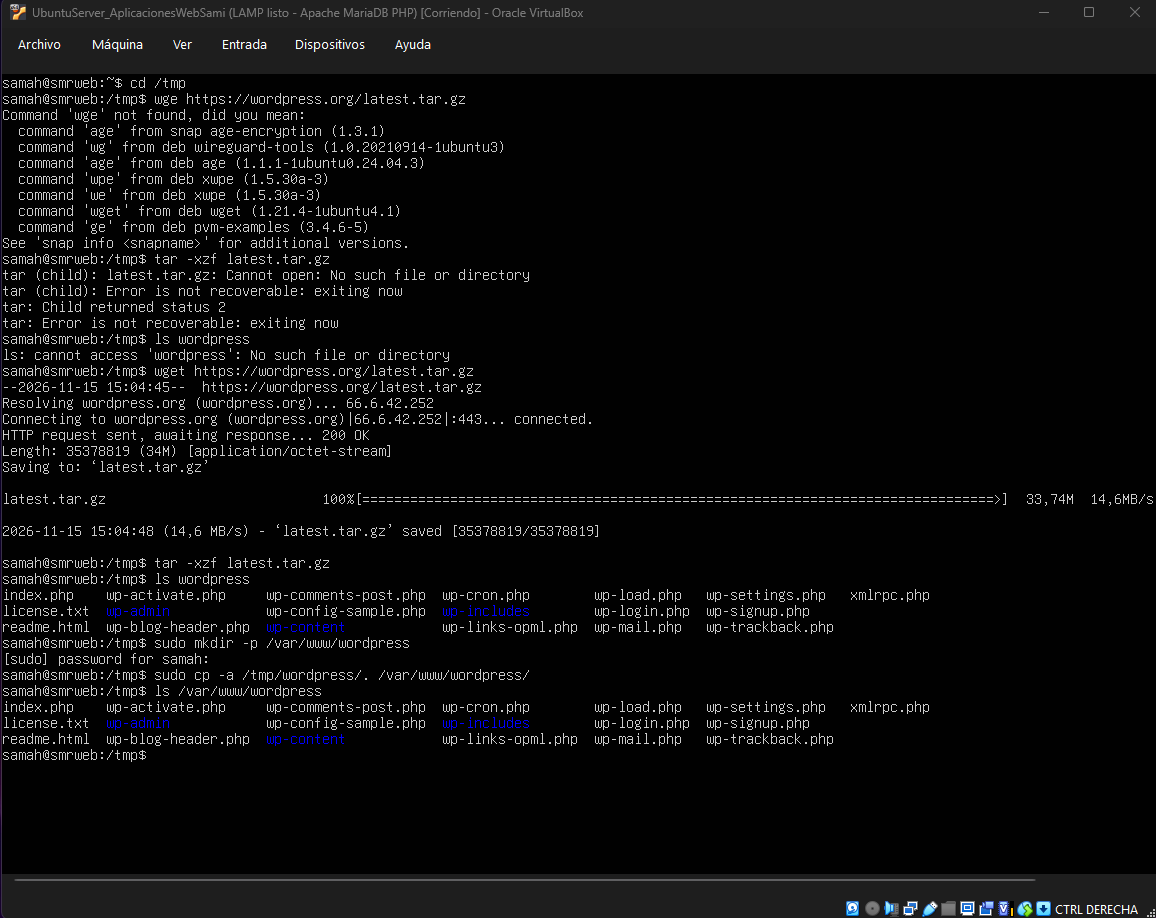 UbuntuServer_AplicacionesWebSami (LAMP listo - Apache MariaDB PHP) [Corriendo] - Oracle VirtualBox
Archivo Máquina Ver Entrada Dispositivos Ayuda
samah@smrweb:~$ cd /tmp
samah@smrweb:/tmp$ wge https://wordpress.org/latest.tar.gz
Command 'wge' not found, did you mean:
  command 'age' from snap age-encryption (1.3.1)
  command 'wg' from deb wireguard-tools (1.0.20210914-1ubuntu3)
  command 'age' from deb age (1.1.1-1ubuntu0.24.04.3)
  command 'wpe' from deb xwpe (1.5.30a-3)
  command 'we' from deb xwpe (1.5.30a-3)
  command 'wget' from deb wget (1.21.4-1ubuntu4.1)
  command 'ge' from deb pvm-examples (3.4.6-5)
See 'snap info <snapname>' for additional versions.
samah@smrweb:/tmp$ tar -xzf latest.tar.gz
tar (child): latest.tar.gz: Cannot open: No such file or directory
tar (child): Error is not recoverable: exiting now
tar: Child returned status 2
tar: Error is not recoverable: exiting now
samah@smrweb:/tmp$ ls wordpress
ls: cannot access 'wordpress': No such file or directory
samah@smrweb:/tmp$ wget https://wordpress.org/latest.tar.gz
--2026-11-15 15:04:45--  https://wordpress.org/latest.tar.gz
Resolving wordpress.org (wordpress.org)... 66.6.42.252
Connecting to wordpress.org (wordpress.org)|66.6.42.252|:443... connected.
HTTP request sent, awaiting response... 200 OK
Length: 35378819 (34M) [application/octet-stream]
Saving to: ‘latest.tar.gz’
latest.tar.gz 100%[===============================================================================>] 33,74M 14,6MB/s
2026-11-15 15:04:48 (14,6 MB/s) - ‘latest.tar.gz’ saved [35378819/35378819]
samah@smrweb:/tmp$ tar -xzf latest.tar.gz
samah@smrweb:/tmp$ ls wordpress
index.php wp-activate.php wp-comments-post.php wp-cron.php wp-load.php wp-settings.php xmlrpc.php
license.txt wp-admin wp-config-sample.php wp-includes wp-login.php wp-signup.php
readme.html wp-blog-header.php wp-content wp-links-opml.php wp-mail.php wp-trackback.php
samah@smrweb:/tmp$ sudo mkdir -p /var/www/wordpress
[sudo] password for samah:
samah@smrweb:/tmp$ sudo cp -a /tmp/wordpress/. /var/www/wordpress/
samah@smrweb:/tmp$ ls /var/www/wordpress
index.php wp-activate.php wp-comments-post.php wp-cron.php wp-load.php wp-settings.php xmlrpc.php
license.txt wp-admin wp-config-sample.php wp-includes wp-login.php wp-signup.php
readme.html wp-blog-header.php wp-content wp-links-opml.php wp-mail.php wp-trackback.php
samah@smrweb:/tmp$
CTRL DERECHA